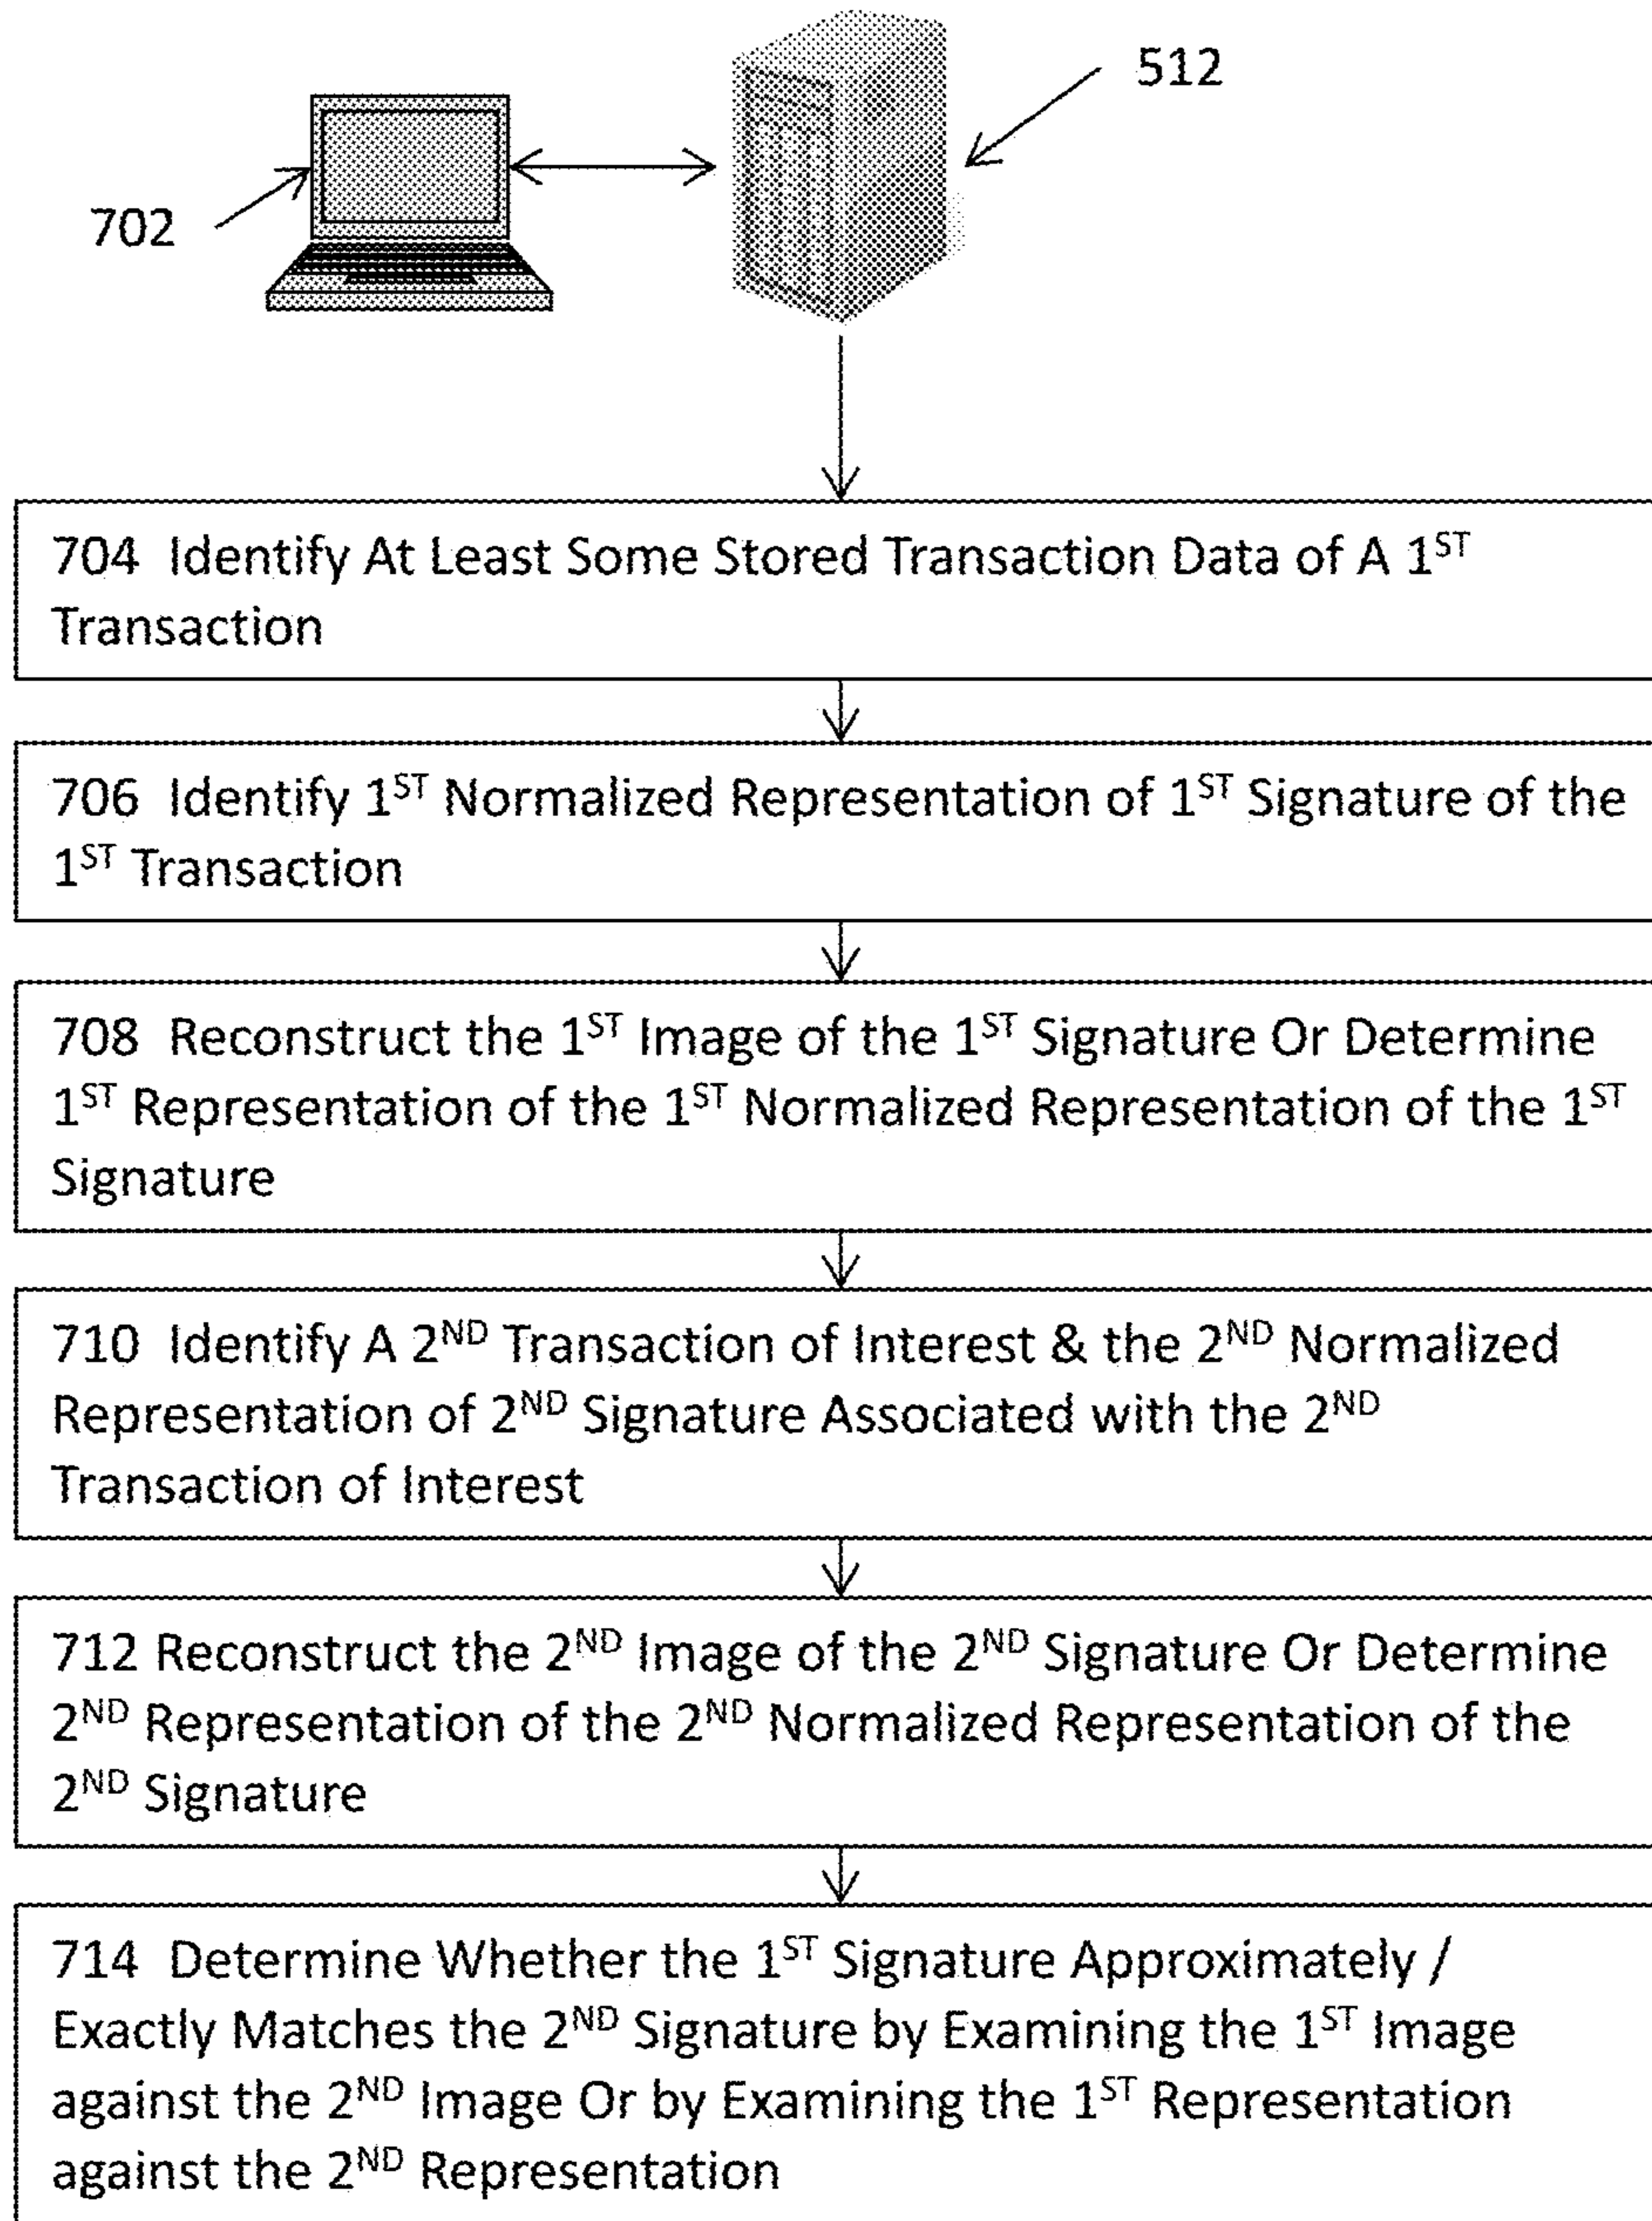 512
702
704 Identify At Least Some Stored Transaction Data of A 1ST
Transaction
706 Identify 1ST Normalized Representation of 1ST Signature of the
1ST Transaction
708 Reconstruct the 1ST Image of the 1ST Signature Or Determine
1ST Representation of the 1ST Normalized Representation of the 1ST
Signature
710 Identify A 2ND Transaction of Interest & the 2ND Normalized
Representation of 2ND Signature Associated with the 2ND
Transaction of Interest
712 Reconstruct the 2ND Image of the 2ND Signature Or Determine
2ND Representation of the 2ND Normalized Representation of the
2ND Signature
714 Determine Whether the 1ST Signature Approximately /
Exactly Matches the 2ND Signature by Examining the 1ST Image
against the 2ND Image Or by Examining the 1ST Representation
against the 2ND Representation